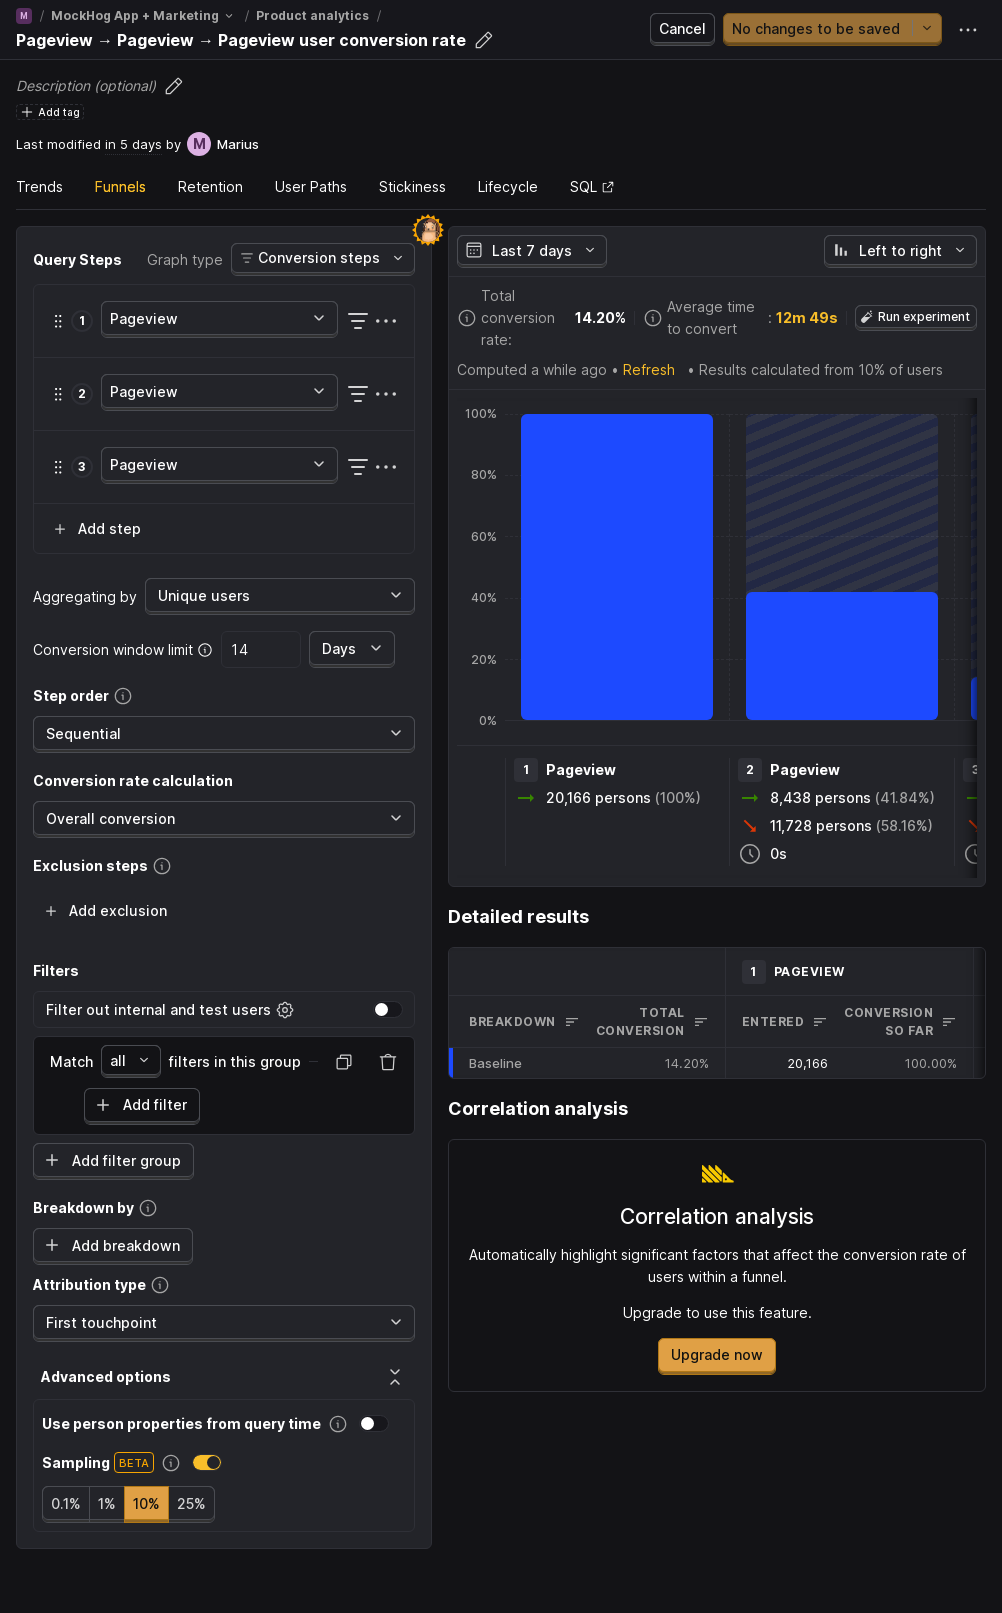 M / MockHog App + Marketing / Product analytics /
Pageview → Pageview → Pageview user conversion rate
Cancel
No changes to be saved
Description (optional)
Add tag
Last modified in 5 days by M Marius
Trends Funnels Retention User Paths Stickiness Lifecycle SQL
Query Steps Graph type Conversion steps
1 Pageview
2 Pageview
3 Pageview
Add step
Aggregating by Unique users
Conversion window limit 14 Days
Step order
Sequential
Conversion rate calculation
Overall conversion
Exclusion steps
Add exclusion
Filters
Filter out internal and test users
Match all filters in this group
Add filter
Add filter group
Breakdown by
Add breakdown
Attribution type
First touchpoint
Advanced options
Use person properties from query time
Sampling BETA
0.1% 1% 10% 25%
Last 7 days Left to right
Total
conversion
rate:
14.20%
Average time
to convert
: 12m 49s
Run experiment
Computed a while ago • Refresh • Results calculated from 10% of users
100%
80%
60%
40%
20%
0%
1 Pageview
20,166 persons (100%)
2 Pageview
8,438 persons (41.84%)
11,728 persons (58.16%)
0s
3
Detailed results
1 PAGEVIEW
BREAKDOWN
TOTAL
CONVERSION
ENTERED
CONVERSION
SO FAR
Baseline 14.20% 20,166 100.00%
Correlation analysis
Correlation analysis
Automatically highlight significant factors that affect the conversion rate of
users within a funnel.
Upgrade to use this feature.
Upgrade now